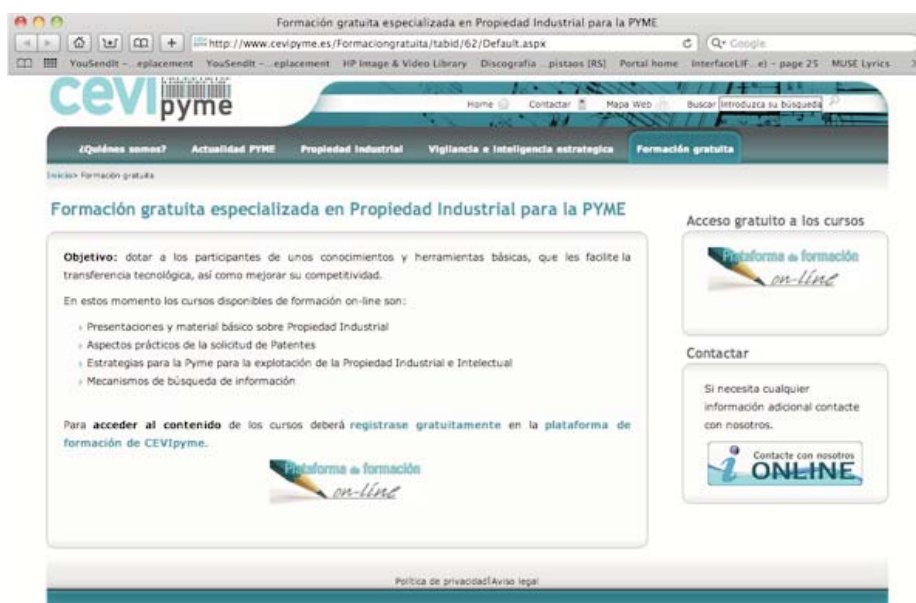 Formación gratuita especializada en Propiedad Industrial para la PYME
http://www.cevipyme.es/Formaciongratuita/tabid/62/Default.aspx
Google
YouSendIt - ...eplacement YouSendIt - ...eplacement HP Image & Video Library Discografía ...pistaos [RS] Portal home InterfaceLIF...e) - page 25 MUSE Lyrics
cevipyme
Home Contactar Mapa Web Buscar Introduzca su búsqueda
¿Quiénes somos? Actualidad PYME Propiedad Industrial Vigilancia e Inteligencia estrategica Formación gratuita
Inicio> Formación gratuita
Formación gratuita especializada en Propiedad Industrial para la PYME
Objetivo: dotar a los participantes de unos conocimientos y herramientas básicas, que les facilite la
transferencia tecnológica, así como mejorar su competitividad.
En estos momento los cursos disponibles de formación on-line son:
Presentaciones y material básico sobre Propiedad Industrial
Aspectos prácticos de la solicitud de Patentes
Estrategias para la Pyme para la explotación de la Propiedad Industrial e Intelectual
Mecanismos de búsqueda de información
Para acceder al contenido de los cursos deberá registrase gratuitamente en la plataforma de
formación de CEVIpyme.
Plataforma de formación
on-line
Acceso gratuito a los cursos
Plataforma de formación
on-line
Contactar
Si necesita cualquier
información adicional contacte
con nosotros.
Contacte con nosotros
ONLINE
Política de privacidad|Aviso legal